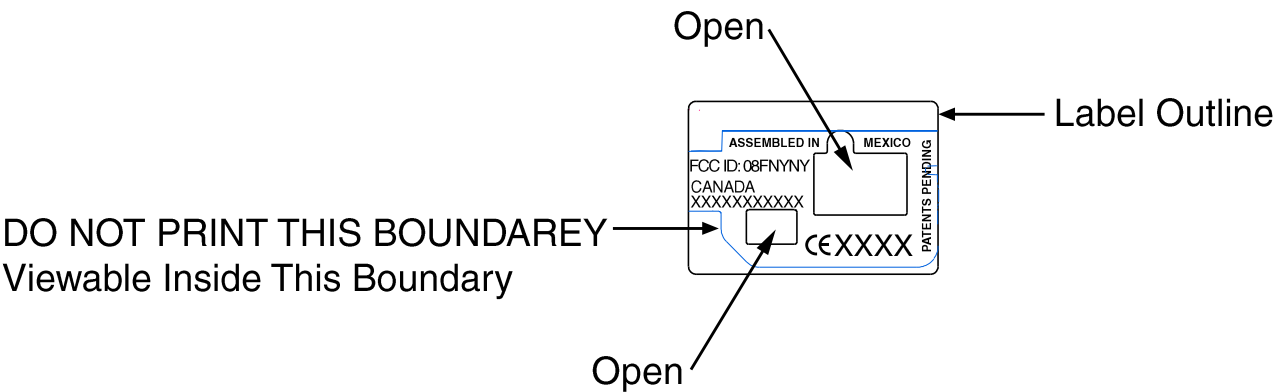 Open
Label Outline
ASSEMBLED IN MEXICO
FCC ID: 08FNYNY
CANADA
XXXXXXXXXXX
PATENTS PENDING
DO NOT PRINT THIS BOUNDAREY
Viewable Inside This Boundary
CEXXXX
Open